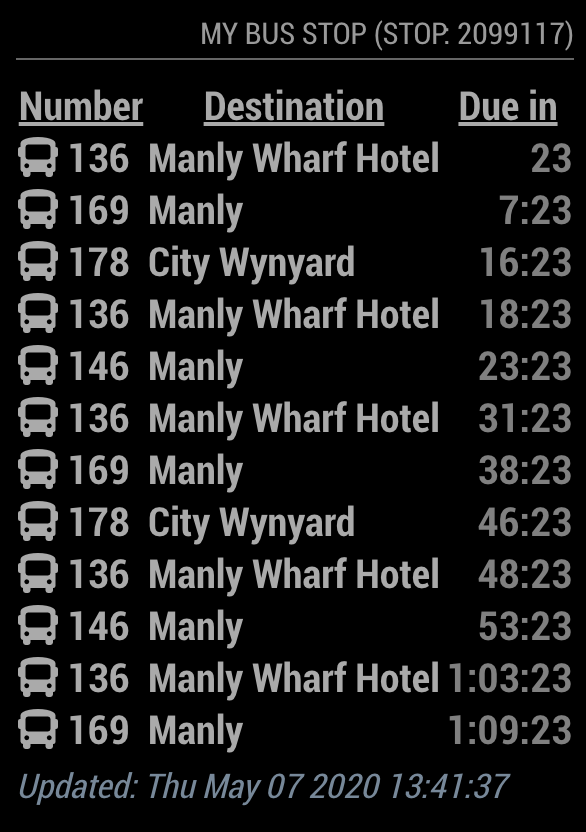 MY BUS STOP (STOP: 2099117)
Number Destination Due in
136 Manly Wharf Hotel 23
169 Manly 7:23
178 City Wynyard 16:23
136 Manly Wharf Hotel 18:23
146 Manly 23:23
136 Manly Wharf Hotel 31:23
169 Manly 38:23
178 City Wynyard 46:23
136 Manly Wharf Hotel 48:23
146 Manly 53:23
136 Manly Wharf Hotel 1:03:23
169 Manly 1:09:23
Updated: Thu May 07 2020 13:41:37